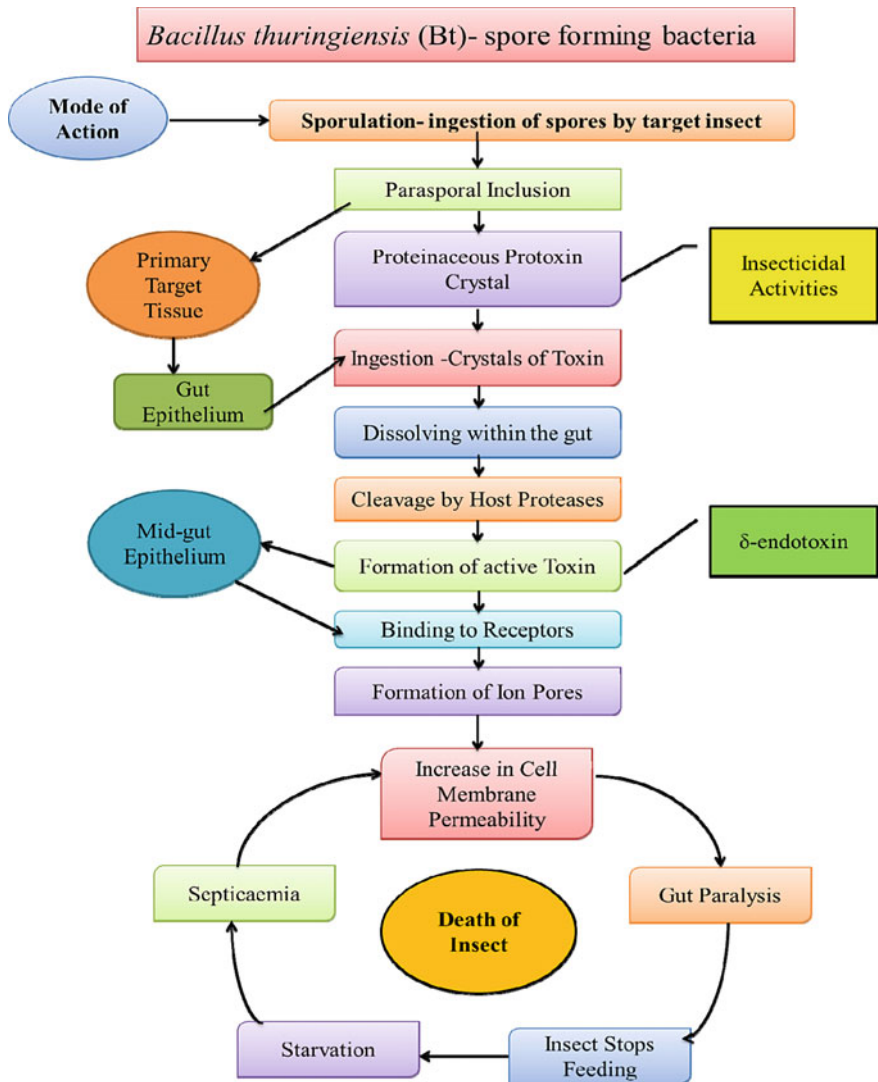 Bacillus thuringiensis (Bt)- spore forming bacteria
Mode of
Action
Sporulation- ingestion of spores by target insect
Parasporal Inclusion
Primary
Target
Tissue
Proteinaceous Protoxin
Crystal
Insecticidal
Activities
Ingestion -Crystals of Toxin
Gut
Epithelium
Dissolving within the gut
Cleavage by Host Proteases
Mid-gut
Epithelium
Formation of active Toxin
δ-endotoxin
Binding to Receptors
Formation of Ion Pores
Increase in Cell
Membrane
Permeability
Septicaemia
Gut Paralysis
Death of
Insect
Starvation
Insect Stops
Feeding